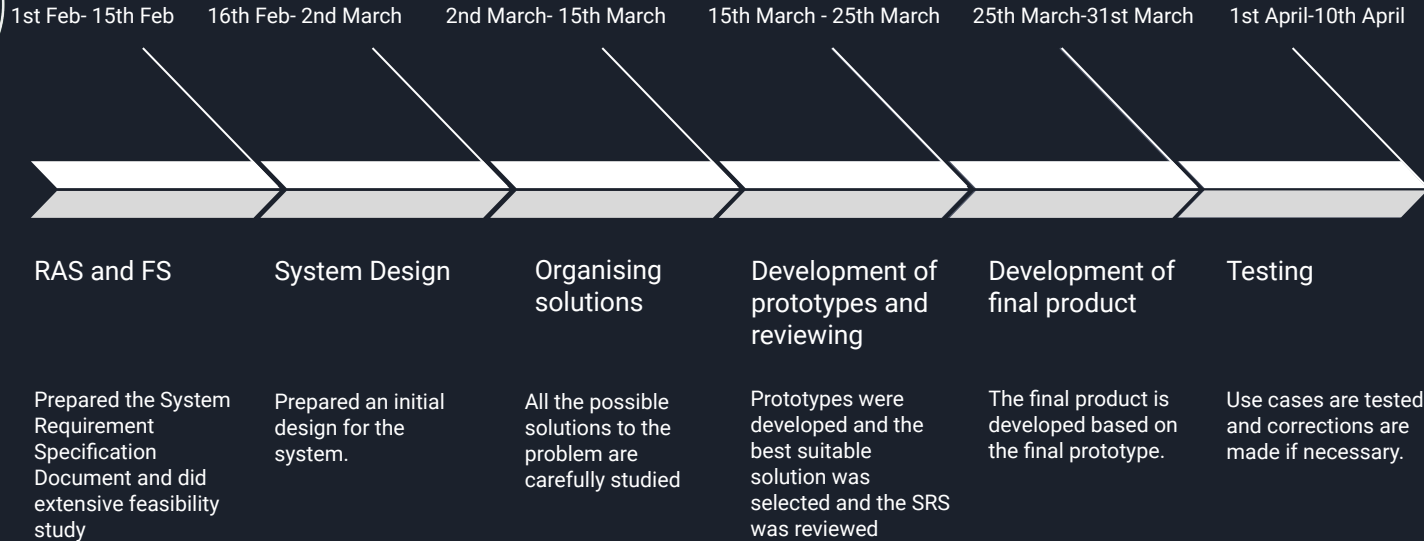 1st Feb- 15th Feb
16th Feb- 2nd March
2nd March- 15th March
15th March - 25th March
25th March-31st March
1st April-10th April
RAS and FS
Prepared the System
Requirement
Specification
Document and did
extensive feasibility
study
System Design
Prepared an initial
design for the
system.
Organising
solutions
All the possible
solutions to the
problem are
carefully studied
Development of
prototypes and
reviewing
Prototypes were
developed and the
best suitable
solution was
selected and the SRS
was reviewed
Development of
final product
The final product is
developed based on
the final prototype.
Testing
Use cases are tested
and corrections are
made if necessary.